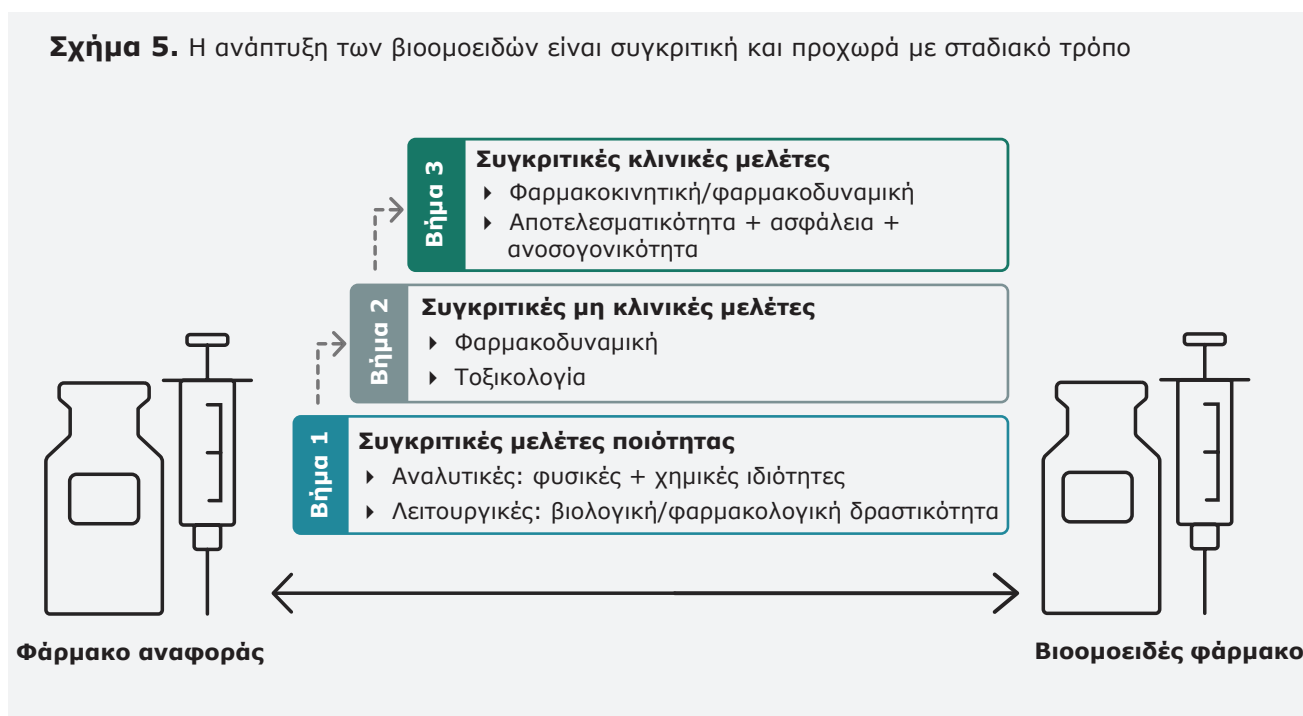 Σχήμα 5. Η ανάπτυξη των βιοομοειδών είναι συγκριτική και προχωρά με σταδιακό τρόπο
Βήμα 3
Συγκριτικές κλινικές μελέτες
Φαρμακοκινητική/φαρμακοδυναμική
Αποτελεσματικότητα + ασφάλεια +
ανοσογονικότητα
Βήμα 2
Συγκριτικές μη κλινικές μελέτες
Φαρμακοδυναμική
Τοξικολογία
Βήμα 1
Συγκριτικές μελέτες ποιότητας
Αναλυτικές: φυσικές + χημικές ιδιότητες
Λειτουργικές: βιολογική/φαρμακολογική δραστικότητα
Φάρμακο αναφοράς
Βιοομοειδές φάρμακο